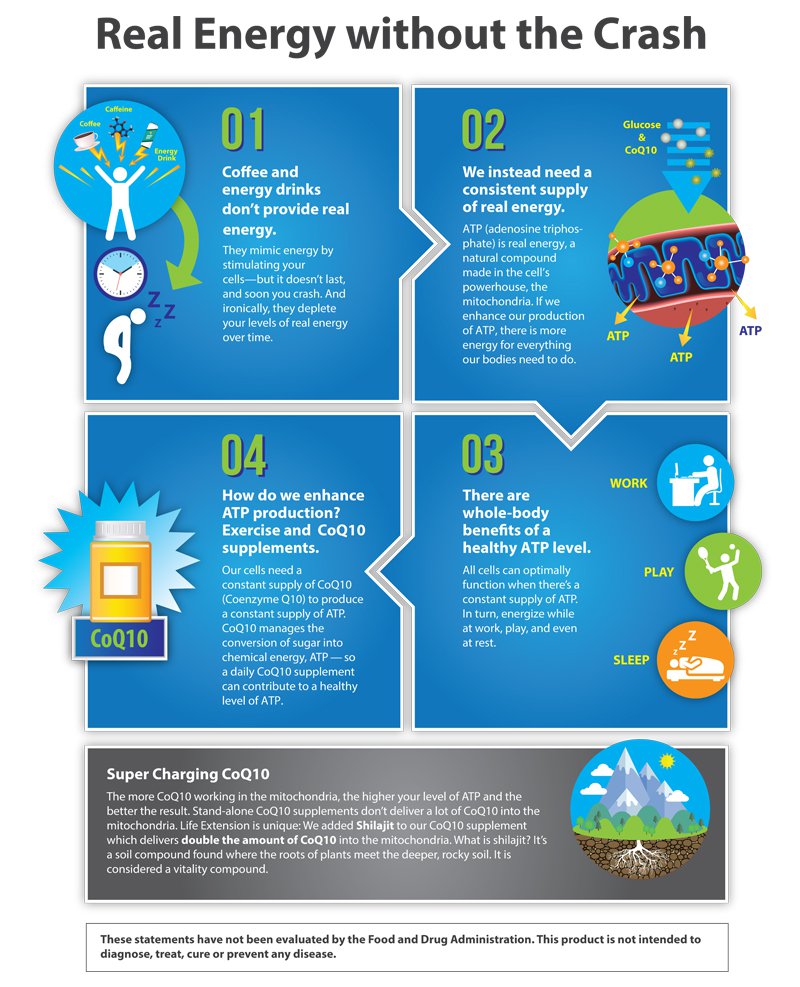 Real Energy without the Crash
Caffeine
Coffee
Energy
Drink
01
Coffee and
energy drinks
don't provide real
energy.
They mimic energy by
stimulating your
cells—but it doesn't last,
and soon you crash. And
ironically, they deplete
your levels of real energy
over time.
Z
Z
z
02
We instead need a
consistent supply
of real energy.
ATP (adenosine triphos-
phate) is real energy, a
natural compound
made in the cell's
powerhouse, the
mitochondria. If we
enhance our production
of ATP, there is more
energy for everything
our bodies need to do.
Glucose
&
CoQ10
ATP
ATP
ATP
03
There are
whole-body
benefits of a
healthy ATP level.
All cells can optimally
function when there's a
constant supply of ATP.
In turn, energize while
at work, play, and even
at rest.
WORK
PLAY
SLEEP
z
Z
Z
04
How do we enhance
ATP production?
Exercise and CoQ10
supplements.
Our cells need a
constant supply of CoQ10
(Coenzyme Q10) to produce
a constant supply of ATP.
CoQ10 manages the
conversion of sugar into
chemical energy, ATP — so
a daily CoQ10 supplement
can contribute to a healthy
level of ATP.
CoQ10
Super Charging CoQ10
The more CoQ10 working in the mitochondria, the higher your level of ATP and the
better the result. Stand-alone CoQ10 supplements don't deliver a lot of CoQ10 into the
mitochondria. Life Extension is unique: We added Shilajit to our CoQ10 supplement
which delivers double the amount of CoQ10 into the mitochondria. What is shilajit? It's
a soil compound found where the roots of plants meet the deeper, rocky soil. It is
considered a vitality compound.
These statements have not been evaluated by the Food and Drug Administration. This product is not intended to
diagnose, treat, cure or prevent any disease.